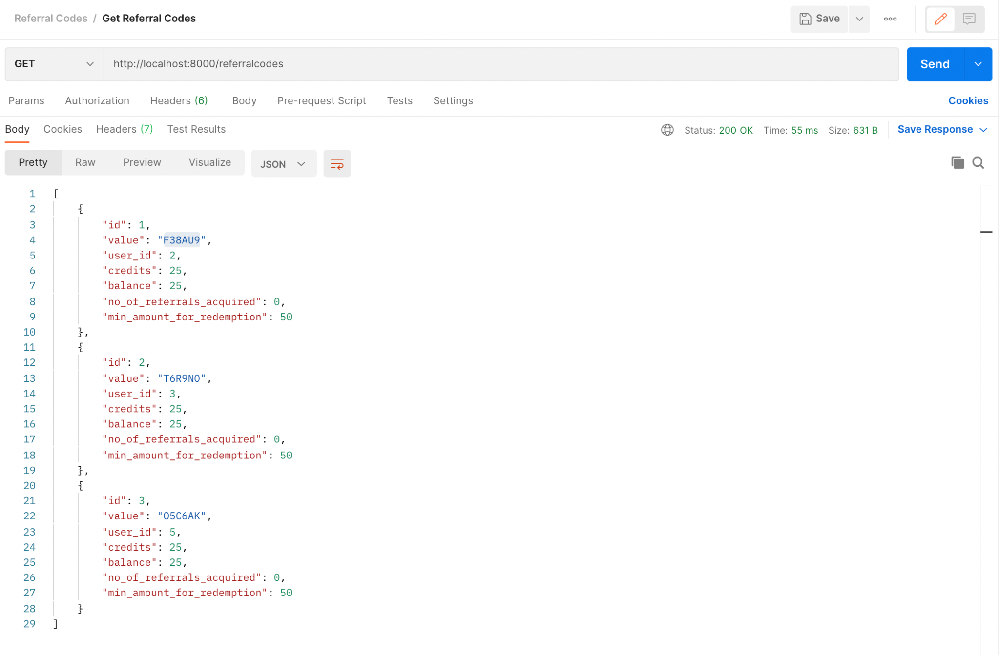 Referral Codes / Get Referral Codes
Save
GET
http://localhost:8000/referralcodes
Send
Params Authorization Headers (6) Body Pre-request Script Tests Settings Cookies
Body Cookies Headers (7) Test Results Status: 200 OK Time: 55 ms Size: 631 B Save Response
Pretty Raw Preview Visualize JSON
1 [
2 {
3 "id": 1,
4 "value": "F38AU9",
5 "user_id": 2,
6 "credits": 25,
7 "balance": 25,
8 "no_of_referrals_acquired": 0,
9 "min_amount_for_redemption": 50
10 },
11 {
12 "id": 2,
13 "value": "T6R9NO",
14 "user_id": 3,
15 "credits": 25,
16 "balance": 25,
17 "no_of_referrals_acquired": 0,
18 "min_amount_for_redemption": 50
19 },
20 {
21 "id": 3,
22 "value": "O5C6AK",
23 "user_id": 5,
24 "credits": 25,
25 "balance": 25,
26 "no_of_referrals_acquired": 0,
27 "min_amount_for_redemption": 50
28 }
29 ]